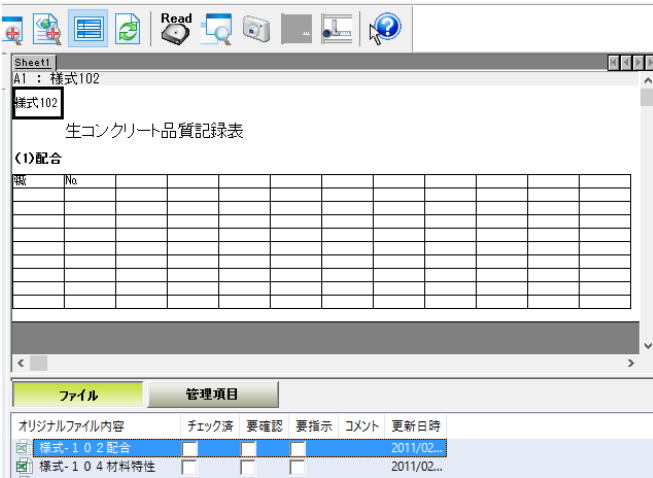 Read
Sheet1
A1 : 様式102
様式102
生コンクリート品質記録表
(1)配合
No.
ファイル 管理項目
オリジナルファイル内容 チェック済 要確認 要指示 コメント 更新日時
様式-102配合 2011/02...
様式-104材料特性 2011/02...